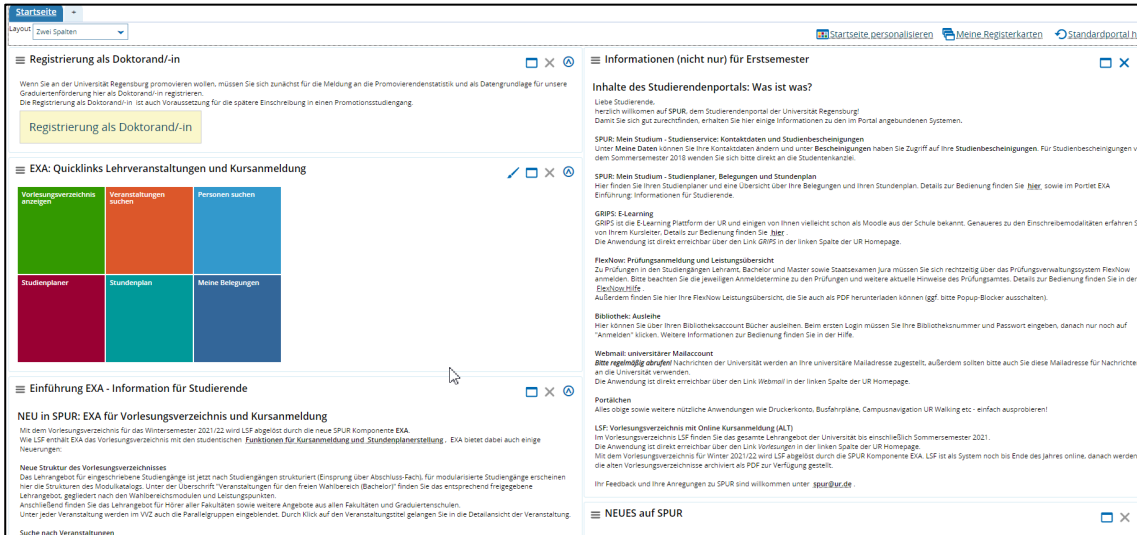 Startseite +
Layout Zwei Spalten
Startseite personalisieren Meine Registerkarten Standardportal h
Registrierung als Doktorand/-in
Wenn Sie an der Universität Regensburg promovieren wollen, müssen Sie sich zunächst für die Meldung an die Promovierendenstatistik und als Datengrundlage für unsere
Graduiertenförderung hier als Doktorand/-in registrieren.
Die Registrierung als Doktorand/-in ist auch Voraussetzung für die spätere Einschreibung in einen Promotionsstudiengang.
Registrierung als Doktorand/-in
EXA: Quicklinks Lehrveranstaltungen und Kursanmeldung
Vorlesungsverzeichnis
anzeigen
Veranstaltungen
suchen
Personen suchen
Studienplaner
Stundenplan
Meine Belegungen
Einführung EXA - Information für Studierende
NEU in SPUR: EXA für Vorlesungsverzeichnis und Kursanmeldung
Mit dem Vorlesungsverzeichnis für das Wintersemester 2021/22 wird LSF abgelöst durch die neue SPUR Komponente EXA.
Wie LSF enthält EXA das Vorlesungsverzeichnis mit den studentischen Funktionen für Kursanmeldung und Stundenplanerstellung . EXA bietet dabei auch einige
Neuerungen:
Neue Struktur des Vorlesungsverzeichnisses
Das Lehrangebot für eingeschriebene Studiengänge ist jetzt nach Studiengängen strukturiert (Einsprung über Abschluss-Fach), für modularisierte Studiengänge erscheinen
hier die Strukturen des Modulkatalogs. Unter der Überschrift "Veranstaltungen für den freien Wahlbereich (Bachelor)" finden Sie das entsprechend freigegebene
Lehrangebot, gegliedert nach den Wahlbereichsmodulen und Leistungspunkten.
Anschließend finden Sie das Lehrangebot für Hörer aller Fakultäten sowie weitere Angebote aus allen Fakultäten und Graduiertenschulen.
Unter jeder Veranstaltung werden im VVZ auch die Parallelgruppen eingeblendet. Durch Klick auf den Veranstaltungstitel gelangen Sie in die Detailansicht der Veranstaltung.
Suche nach Veranstaltungen
Informationen (nicht nur) für Erstsemester
Inhalte des Studierendenportals: Was ist was?
Liebe Studierende,
herzlich willkomen auf SPUR, dem Studierendenportal der Universität Regensburg!
Damit Sie sich gut zurechtfinden, erhalten Sie hier einige Informationen zu den im Portal angebundenen Systemen.
SPUR: Mein Studium - Studienservice: Kontaktdaten und Studienbescheinigungen
Unter Meine Daten können Sie Ihre Kontaktdaten ändern und unter Bescheinigungen haben Sie Zugriff auf Ihre Studienbescheinigungen. Für Studienbescheinigungen v
dem Sommersemester 2018 wenden Sie sich bitte direkt an die Studentenkanzlei.
SPUR: Mein Studium - Studienplaner, Belegungen und Stundenplan
Hier finden Sie Ihren Studienplaner und eine Übersicht über Ihre Belegungen und Ihren Stundenplan. Details zur Bedienung finden Sie hier sowie im Portlet EXA
Einführung: Informationen für Studierende.
GRIPS: E-Learning
GRIPS ist die E-Learning Plattform der UR und einigen von Ihnen vielleicht schon als Moodle aus der Schule bekannt. Genaueres zu den Einschreibemodalitäten erfahren S
von Ihrem Kursleiter, Details zur Bedienung finden Sie hier .
Die Anwendung ist direkt erreichbar über den Link GRIPS in der linken Spalte der UR Homepage.
FlexNow: Prüfungsanmeldung und Leistungsübersicht
Zu Prüfungen in den Studiengängen Lehramt, Bachelor und Master sowie Staatsexamen Jura müssen Sie sich rechtzeitig über das Prüfungsverwaltungssystem FlexNow
anmelden. Bitte beachten Sie die jeweiligen Anmeldetermine zu den Prüfungen und weitere aktuelle Hinweise des Prüfungsamtes. Details zur Bedienung finden Sie in der
FlexNow Hilfe .
Außerdem finden Sie hier Ihre FlexNow Leistungsübersicht, die Sie auch als PDF herunterladen können (ggf. bitte Popup-Blocker ausschalten).
Bibliothek: Ausleihe
Hier können Sie über Ihren Bibliotheksaccount Bücher ausleihen. Beim ersten Login müssen Sie Ihre Bibliotheksnummer und Passwort eingeben, danach nur noch auf
"Anmelden" klicken. Weitere Informationen zur Bedienung finden Sie in der Hilfe.
Webmail: universitärer Mailaccount
Bitte regelmäßig abrufen! Nachrichten der Universität werden an Ihre universitäre Mailadresse zugestellt, außerdem sollten bitte auch Sie diese Mailadresse für Nachrichte
an die Universität verwenden.
Die Anwendung ist direkt erreichbar über den Link Webmail in der linken Spalte der UR Homepage.
Portälchen
Alles obige sowie weitere nützliche Anwendungen wie Druckerkonto, Busfahrpläne, Campusnavigation UR Walking etc - einfach ausprobieren!
LSF: Vorlesungsverzeichnis mit Online Kursanmeldung (ALT)
Im Vorlesungsverzeichnis LSF finden Sie das gesamte Lehrangebot der Universität bis einschließlich Sommersemester 2021.
Die Anwendung ist direkt erreichbar über den Link Vorlesungen in der linken Spalte der UR Homepage.
Mit dem Vorlesungsverzeichnis für Winter 2021/22 wird LSF abgelöst durch die SPUR Komponente EXA. LSF ist als System noch bis Ende des Jahres online, danach werden
die alten Vorlesungsverzeichnisse archiviert als PDF zur Verfügung gestellt.
Ihr Feedback und Ihre Anregungen zu SPUR sind willkommen unter spur@ur.de .
NEUES auf SPUR